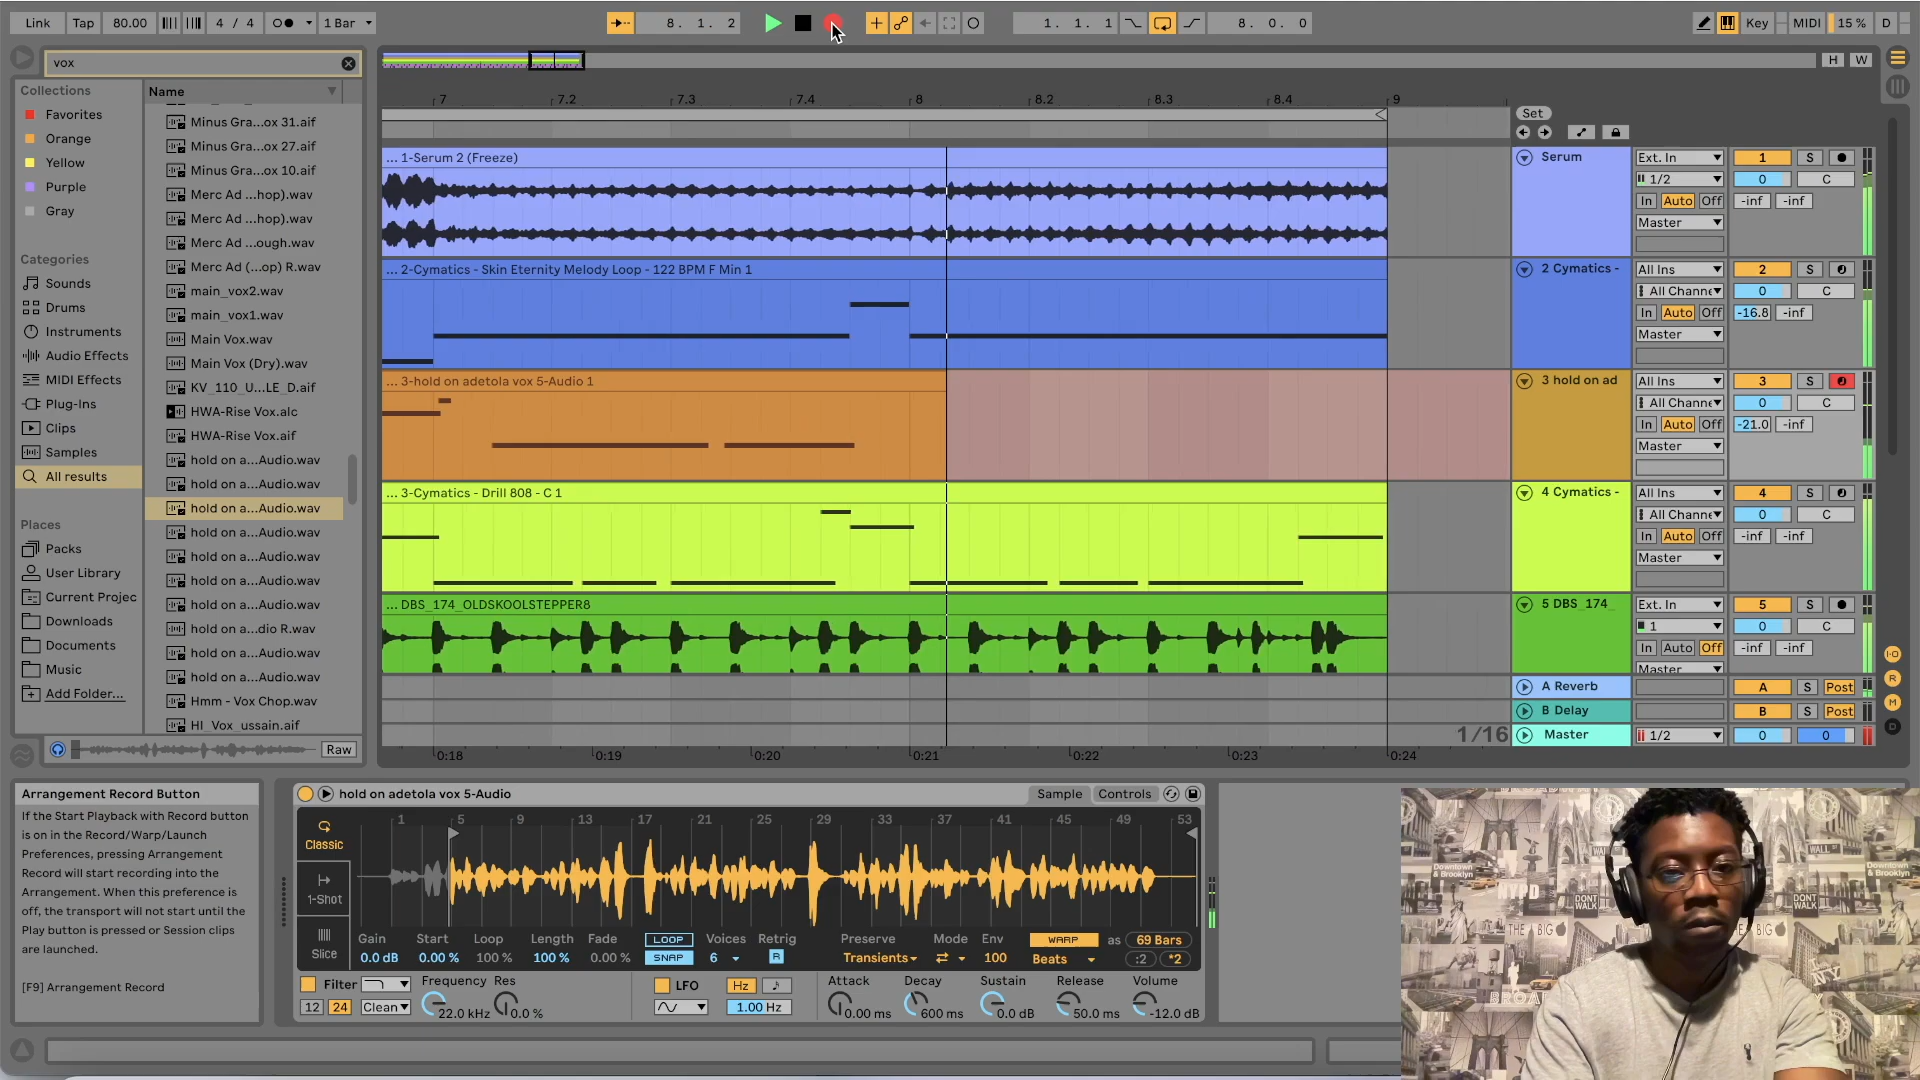 Link Tap 80.00 4 / 4 1 Bar 8. 1. 2 1. 1. 1 8. 0. 0 Key MIDI 15 % D
vox
H W
Collections
Favorites
Orange
Yellow
Purple
Gray
Categories
Sounds
Drums
Instruments
Audio Effects
MIDI Effects
Plug-Ins
Clips
Samples
All results
Places
Packs
User Library
Current Projec
Downloads
Documents
Music
Add Folder...
Name
Minus Gra...ox 31.aif
Minus Gra...ox 27.aif
Minus Gra...ox 10.aif
Merc Ad ...hop).wav
Merc Ad ...hop).wav
Merc Ad ...ough.wav
Merc Ad (...op) R.wav
main_vox2.wav
main_vox1.wav
Main Vox.wav
Main Vox (Dry).wav
KV_110_U...LE_D.aif
HWA-Rise Vox.alc
HWA-Rise Vox.aif
hold on a...Audio.wav
hold on a...Audio.wav
hold on a...Audio.wav
hold on a...Audio.wav
hold on a...Audio.wav
hold on a...Audio.wav
hold on a...Audio.wav
hold on a...dio R.wav
hold on a...Audio.wav
hold on a...Audio.wav
Hmm - Vox Chop.wav
HI_Vox_ussain.aif
Raw
7 7.2 7.3 7.4 8 8.2 8.3 8.4 9
Set
... 1-Serum 2 (Freeze)
Serum Ext. In 1 S
1/2 0 C
In Auto Off -inf -inf
Master
... 2-Cymatics - Skin Eternity Melody Loop - 122 BPM F Min 1
2 Cymatics - All Ins 2 S
All Channe 0 C
In Auto Off -16.8 -inf
Master
... 3-hold on adetola vox 5-Audio 1
3 hold on ad All Ins 3 S
All Channe 0 C
In Auto Off -21.0 -inf
Master
... 3-Cymatics - Drill 808 - C 1
4 Cymatics - All Ins 4 S
All Channe 0 C
In Auto Off -inf -inf
Master
... DBS_174_OLDSKOOLSTEPPER8
5 DBS_174_ Ext. In 5 S
1 0 C
In Auto Off -inf -inf
Master
A Reverb A S Post
B Delay B S Post
1/16 Master 1/2 0 0
0:18 0:19 0:20 0:21 0:22 0:23 0:24
I-O
R
M
D
Arrangement Record Button
If the Start Playback with Record button
is on in the Record/Warp/Launch
Preferences, pressing Arrangement
Record will start recording into the
Arrangement. When this preference is
off, the transport will not start until the
Play button is pressed or Session clips
are launched.
[F9] Arrangement Record
hold on adetola vox 5-Audio Sample Controls
1 5 9 13 17 21 25 29 33 37 41 45 49 53
Classic
1-Shot
Slice
Gain Start Loop Length Fade LOOP Voices Retrig Preserve Mode Env WARP as 69 Bars
0.0 dB 0.00 % 100 % 100 % 0.00 % SNAP 6 R Transients 100 Beats :2 *2
Filter Frequency Res LFO Hz Attack Decay Sustain Release Volume
12 24 Clean 22.0 kHz 0.0 % 1.00 Hz 0.00 ms 600 ms 0.0 dB 50.0 ms -12.0 dB
Downtown
& Brooklyn
WALL
DONT
WALK
DONT
WALK
THE BIG